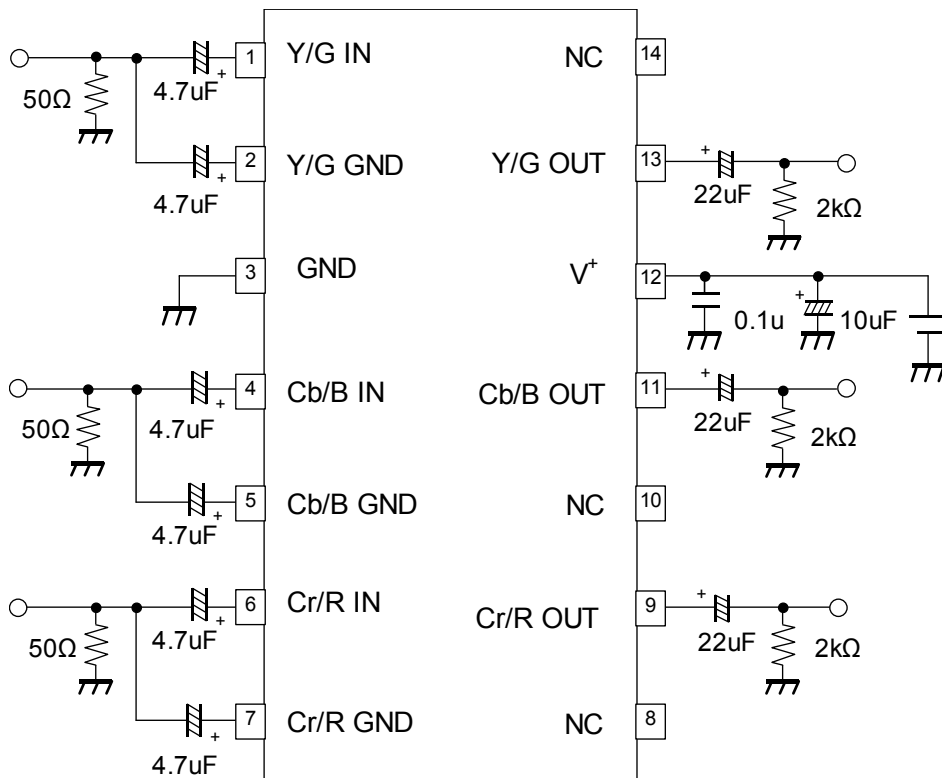 1 Y/G IN NC 14
50Ω 4.7uF +
2 Y/G GND Y/G OUT 13 +
4.7uF + 22uF 2kΩ
3 GND V+ 12
+ 0.1u 10uF
4 Cb/B IN Cb/B OUT 11 +
50Ω 4.7uF + 22uF 2kΩ
5 Cb/B GND NC 10
4.7uF +
6 Cr/R IN Cr/R OUT 9 +
50Ω 4.7uF + 22uF 2kΩ
7 Cr/R GND NC 8
4.7uF +